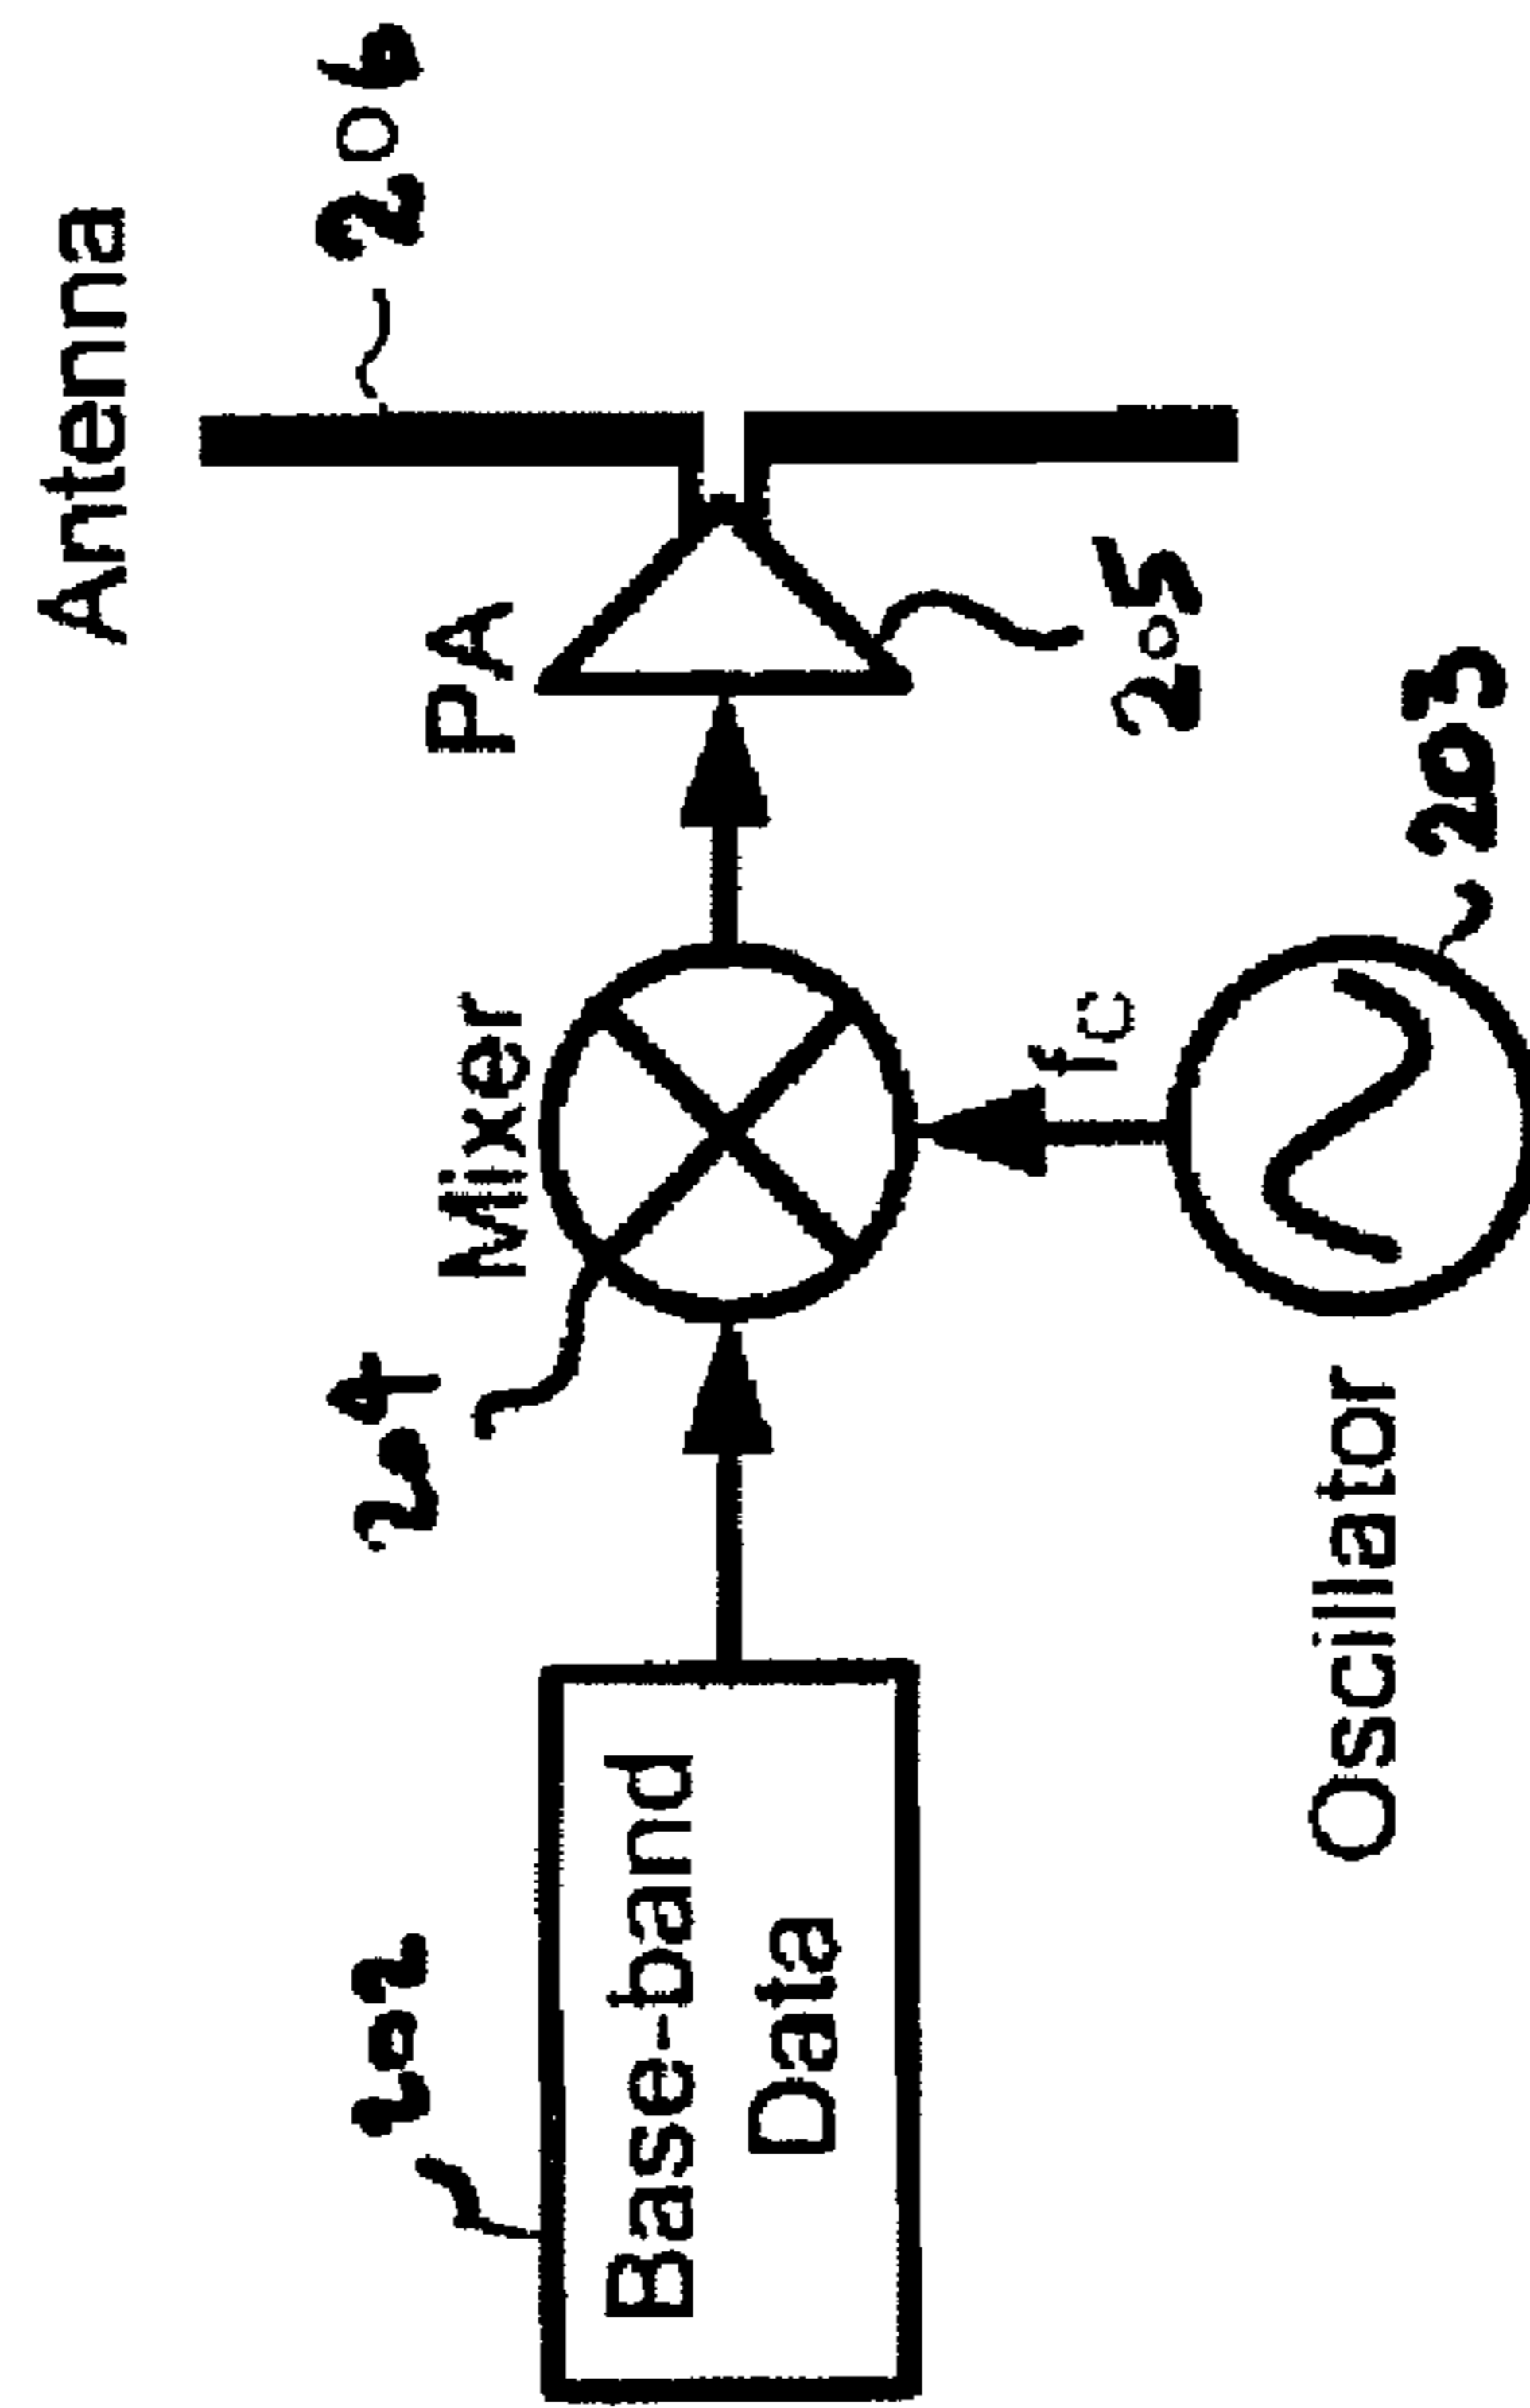 Antenna
206
PA
205
Mixer
204
203
fc
Base-band
Data
202
Oscillator